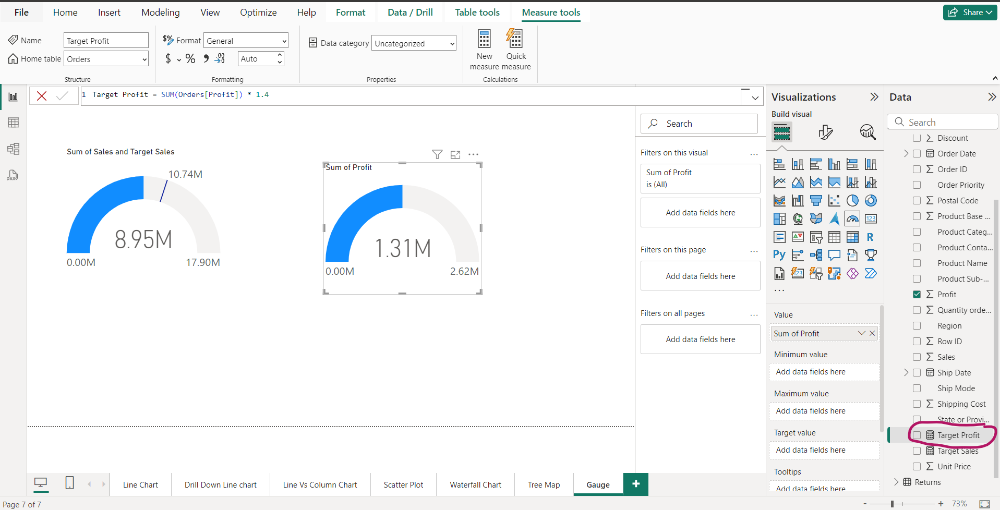 File Home Insert Modeling View Optimize Help Format Data / Drill Table tools Measure tools Share
Name Target Profit
Home table Orders
Structure
$% Format General
$ % , .00 Auto
Formatting
Data category Uncategorized
Properties
New measure
Quick measure
Calculations
1 Target Profit = SUM(Orders[Profit]) * 1.4
DAX
Sum of Sales and Target Sales
10.74M
8.95M
0.00M 17.90M
Sum of Profit
1.31M
0.00M 2.62M
Search
Filters on this visual ...
Sum of Profit
is (All)
Add data fields here
Filters on this page ...
Add data fields here
Filters on all pages ...
Add data fields here
Visualizations
Build visual
123
R
Py
123
...
Value
Sum of Profit
Minimum value
Add data fields here
Maximum value
Add data fields here
Target value
Add data fields here
Tooltips
Add data fields here
Data
Search
Discount
Order Date
Order ID
Order Priority
Postal Code
Product Base ...
Product Categ...
Product Conta...
Product Name
Product Sub-...
Profit
Quantity orde...
Region
Row ID
Sales
Ship Date
Ship Mode
Shipping Cost
State or Provi...
Target Profit
Target Sales
Unit Price
Returns
Line Chart Drill Down Line chart Line Vs Column Chart Scatter Plot Waterfall Chart Tree Map Gauge +
Page 7 of 7
- + 73%